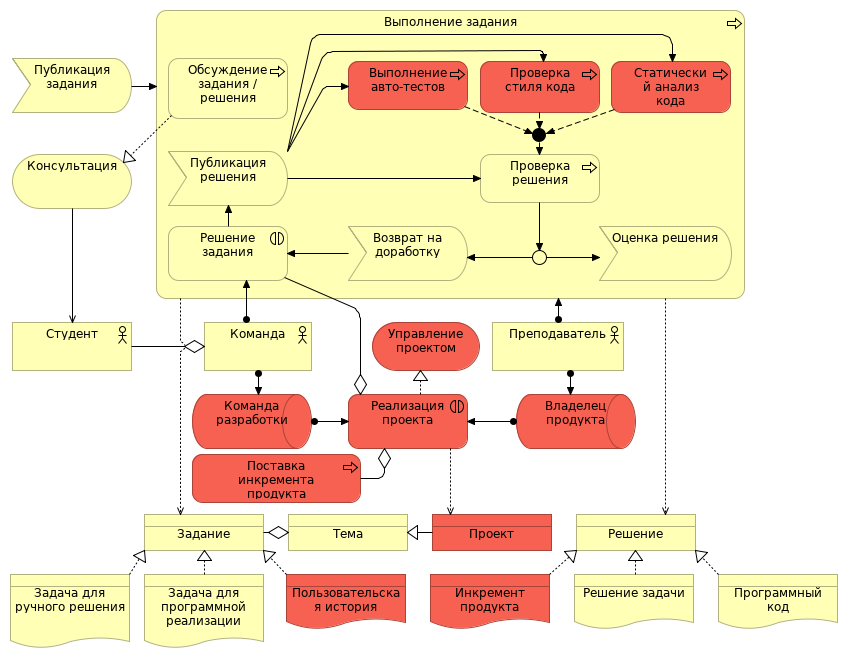 Выполнение задания
Публикация
задания
Обсуждение
задания /
решения
Выполнение
авто-тестов
Проверка
стиля кода
Статически
й анализ
кода
Консультация
Публикация
решения
Проверка
решения
Решение
задания
Возврат на
доработку
Оценка решения
Студент
Команда
Управление
проектом
Преподаватель
Команда
разработки
Реализация
проекта
Владелец
продукта
Поставка
инкремента
продукта
Задание
Тема
Проект
Решение
Задача для
ручного решения
Задача для
программной
реализации
Пользовательска
я история
Инкремент
продукта
Решение задачи
Программный
код